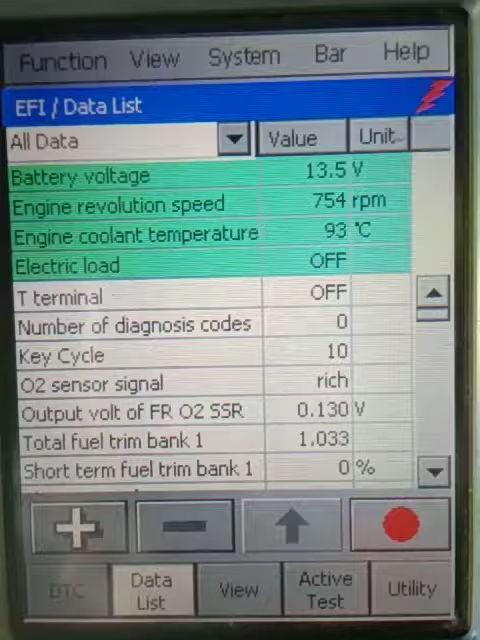 Function View System Bar Help
EFI / Data List
All Data Value Unit
Battery voltage 13.5 V
Engine revolution speed 754 rpm
Engine coolant temperature 93 °C
Electric load OFF
T terminal OFF
Number of diagnosis codes 0
Key Cycle 10
O2 sensor signal rich
Output volt of FR O2 SSR 0.130 V
Total fuel trim bank 1 1.033
Short term fuel trim bank 1 0 %
DTC Data List View Active Test Utility